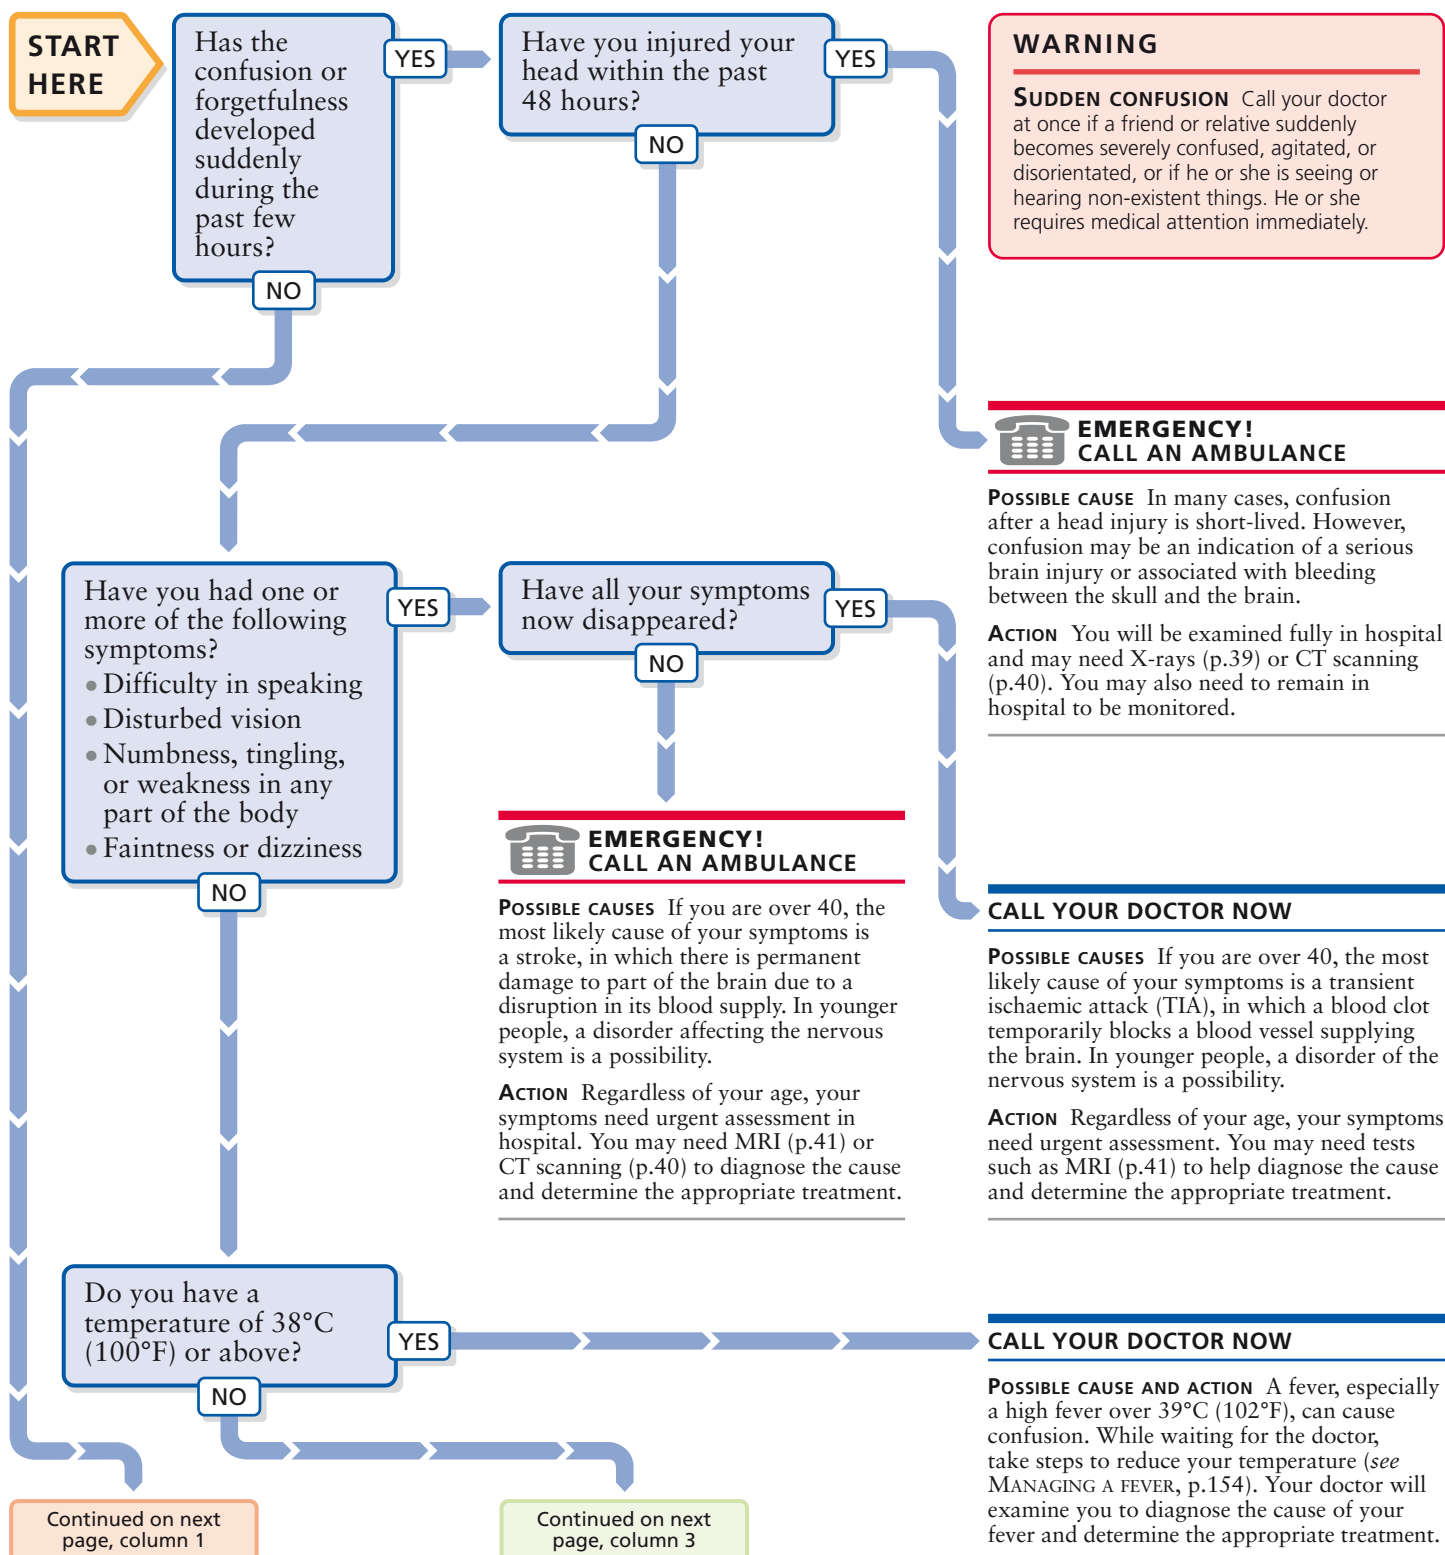 START
HERE
Has the
confusion or
forgetfulness
developed
suddenly
during the
past few
hours?
YES
NO
Have you injured your
head within the past
48 hours?
YES
NO
WARNING
SUDDEN CONFUSION Call your doctor
at once if a friend or relative suddenly
becomes severely confused, agitated, or
disorientated, or if he or she is seeing or
hearing non-existent things. He or she
requires medical attention immediately.
EMERGENCY!
CALL AN AMBULANCE
POSSIBLE CAUSE In many cases, confusion
after a head injury is short-lived. However,
confusion may be an indication of a serious
brain injury or associated with bleeding
between the skull and the brain.
ACTION You will be examined fully in hospital
and may need X-rays (p.39) or CT scanning
(p.40). You may also need to remain in
hospital to be monitored.
Have you had one or
more of the following
symptoms?
• Difficulty in speaking
• Disturbed vision
• Numbness, tingling,
or weakness in any
part of the body
• Faintness or dizziness
YES
NO
Have all your symptoms
now disappeared?
YES
NO
EMERGENCY!
CALL AN AMBULANCE
POSSIBLE CAUSES If you are over 40, the
most likely cause of your symptoms is
a stroke, in which there is permanent
damage to part of the brain due to a
disruption in its blood supply. In younger
people, a disorder affecting the nervous
system is a possibility.
ACTION Regardless of your age, your
symptoms need urgent assessment in
hospital. You may need MRI (p.41) or
CT scanning (p.40) to diagnose the cause
and determine the appropriate treatment.
CALL YOUR DOCTOR NOW
POSSIBLE CAUSES If you are over 40, the most
likely cause of your symptoms is a transient
ischaemic attack (TIA), in which a blood clot
temporarily blocks a blood vessel supplying
the brain. In younger people, a disorder of the
nervous system is a possibility.
ACTION Regardless of your age, your symptoms
need urgent assessment. You may need tests
such as MRI (p.41) to help diagnose the cause
and determine the appropriate treatment.
Do you have a
temperature of 38°C
(100°F) or above?
YES
NO
CALL YOUR DOCTOR NOW
POSSIBLE CAUSE AND ACTION A fever, especially
a high fever over 39°C (102°F), can cause
confusion. While waiting for the doctor,
take steps to reduce your temperature (see
MANAGING A FEVER, p.154). Your doctor will
examine you to diagnose the cause of your
fever and determine the appropriate treatment.
Continued on next
page, column 1
Continued on next
page, column 3